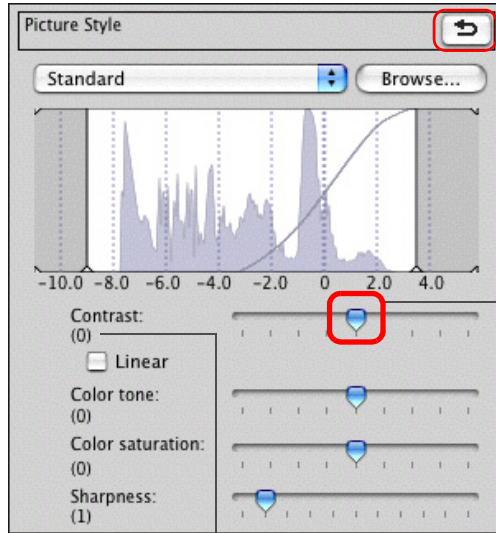 Picture Style
Standard
Browse...
-10.0 -8.0 -6.0 -4.0 -2.0 0 2.0 4.0
Contrast:
(0)
Linear
Color tone:
(0)
Color saturation:
(0)
Sharpness:
(1)